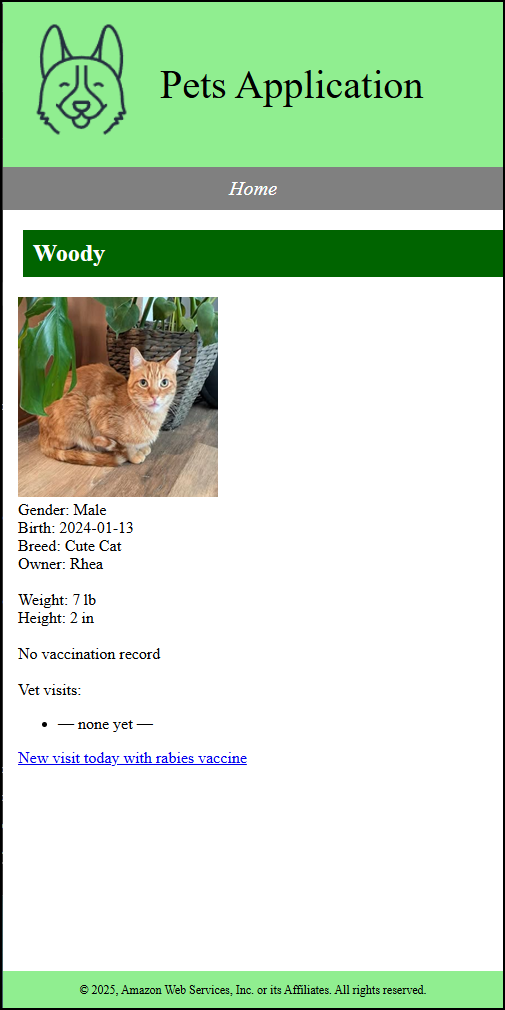 Pets Application
Home
Woody
Gender: Male
Birth: 2024-01-13
Breed: Cute Cat
Owner: Rhea
Weight: 7 lb
Height: 2 in
No vaccination record
Vet visits:
• — none yet —
New visit today with rabies vaccine
© 2025, Amazon Web Services, Inc. or its Affiliates. All rights reserved.